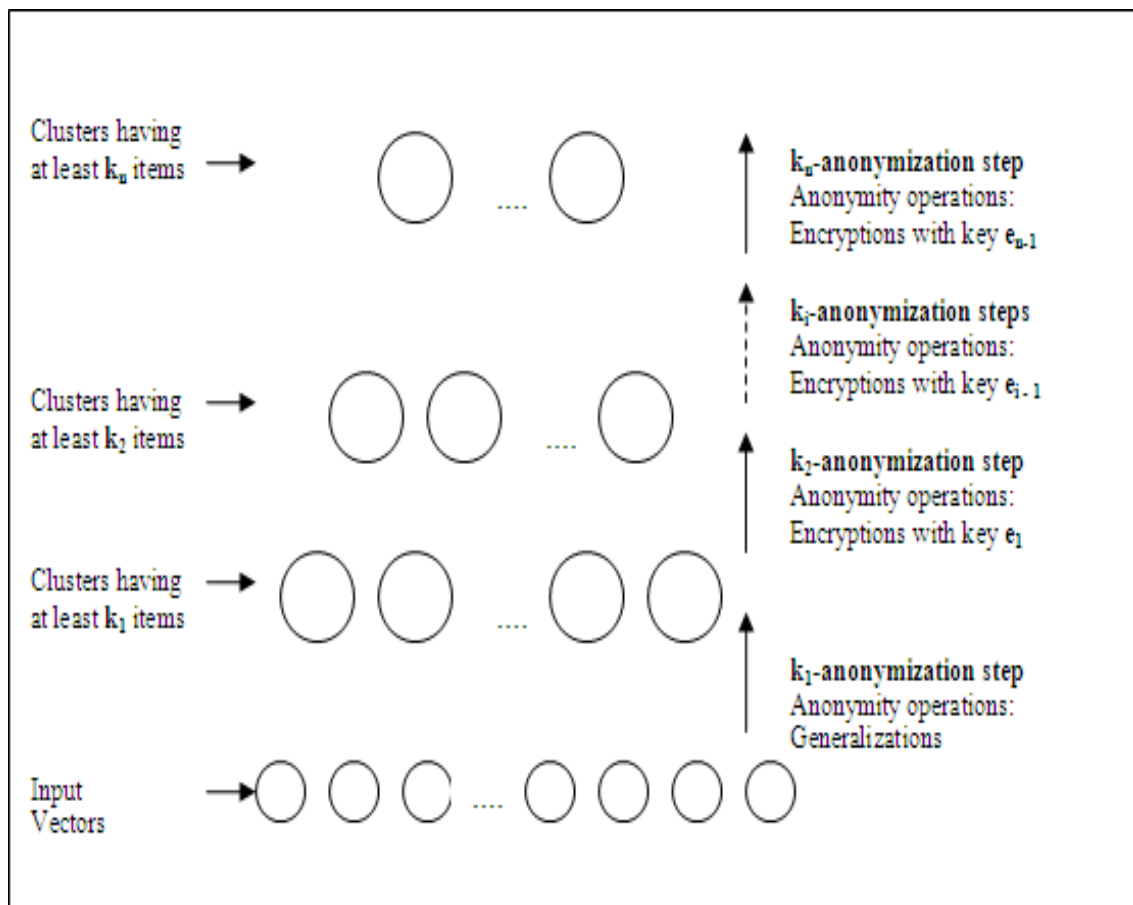 Clusters having
at least kₙ items
....
kₙ-anonymization step
Anonymity operations:
Encryptions with key eₙ₋₁
kᵢ-anonymization steps
Anonymity operations:
Encryptions with key eᵢ₋₁
Clusters having
at least k₂ items
....
k₂-anonymization step
Anonymity operations:
Encryptions with key e₁
Clusters having
at least k₁ items
....
k₁-anonymization step
Anonymity operations:
Generalizations
Input
Vectors
....